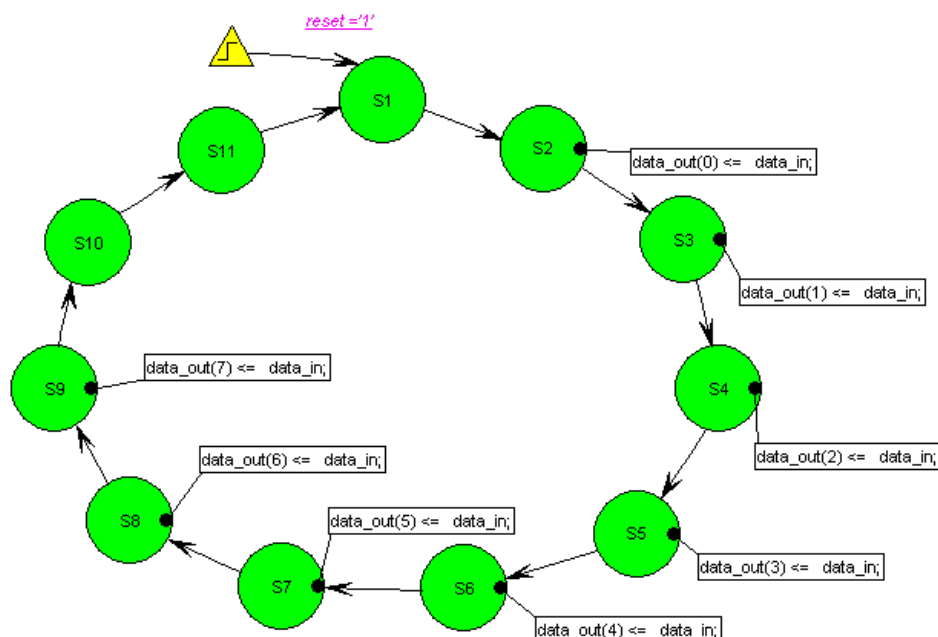 reset ='1'
S1
S2
data_out(0) <= data_in;
S11
S3
S10
data_out(1) <= data_in;
data_out(7) <= data_in;
S9
S4
data_out(6) <= data_in;
data_out(2) <= data_in;
S8
data_out(5) <= data_in;
S5
data_out(3) <= data_in;
S7
S6
data_out(4) <= data_in;